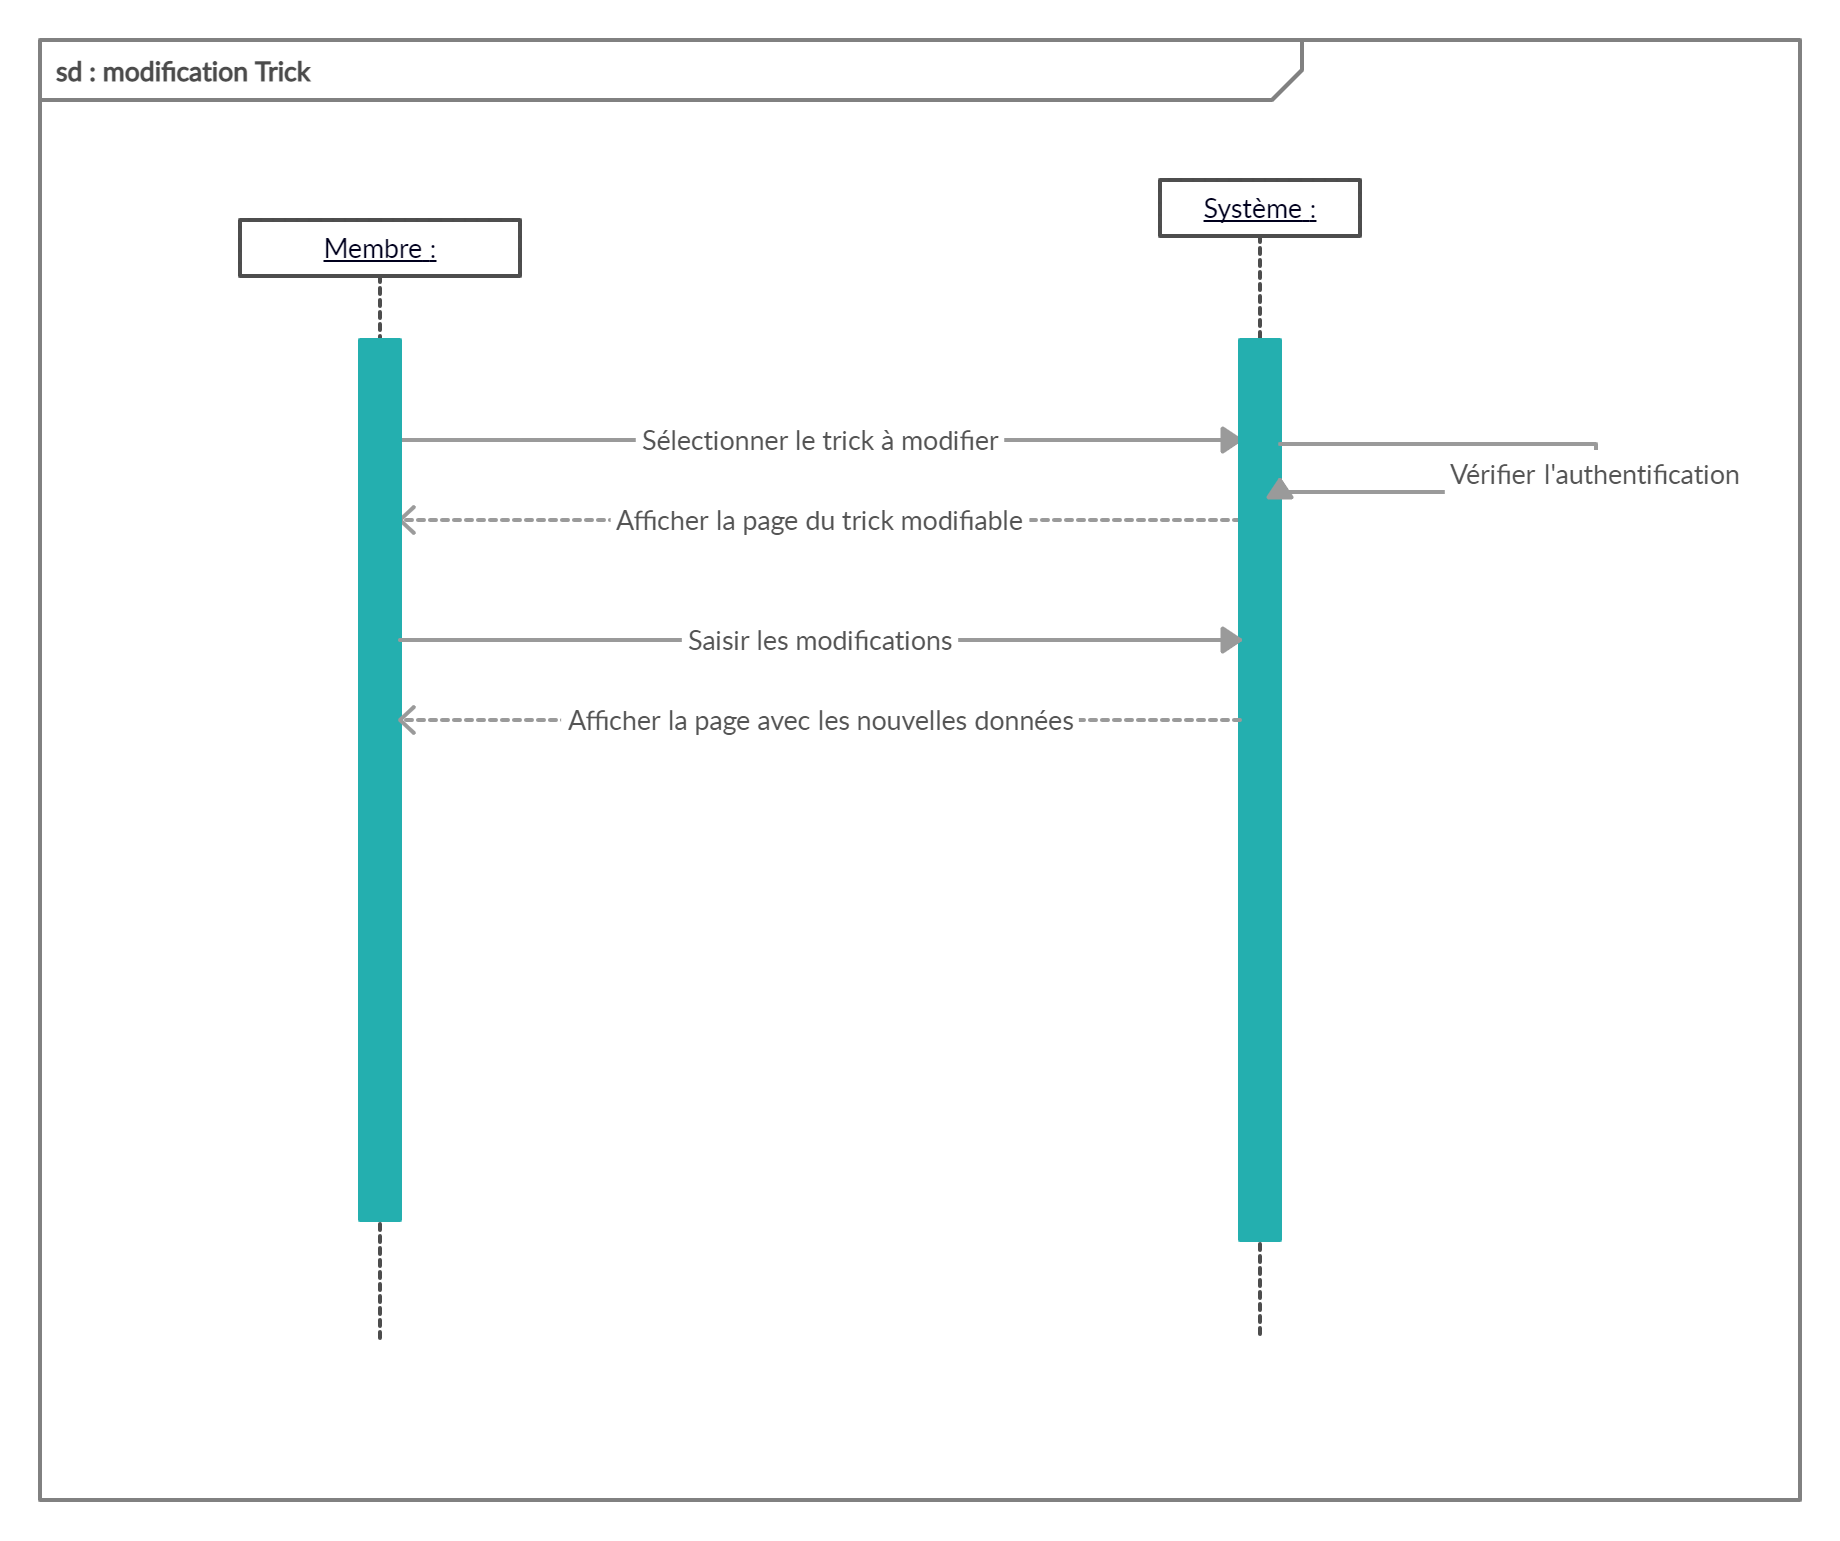 sd : modification Trick
Système :
Membre :
Sélectionner le trick à modifier
Vérifier l'authentification
Afficher la page du trick modifiable
Saisir les modifications
Afficher la page avec les nouvelles données